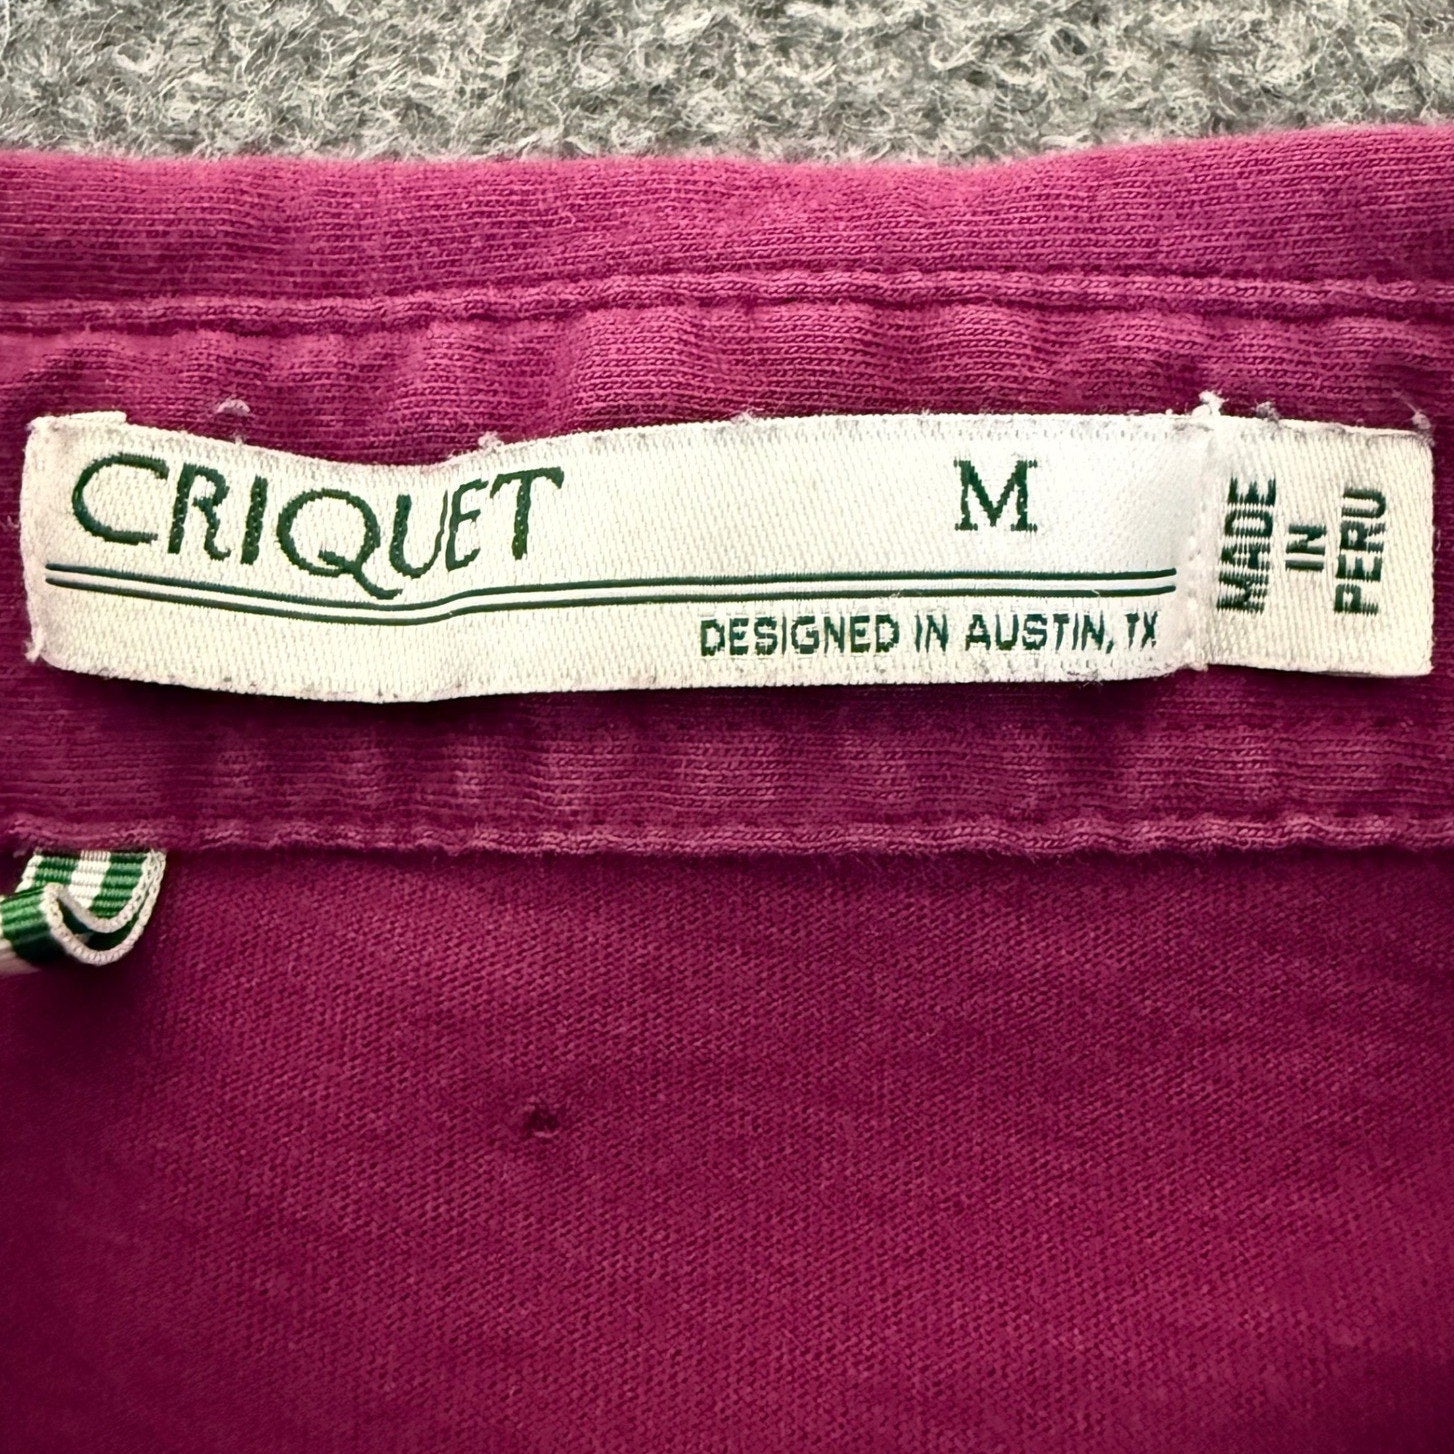 CRIQUET
M
DESIGNED IN AUSTIN, TX
MADE
IN
PERU